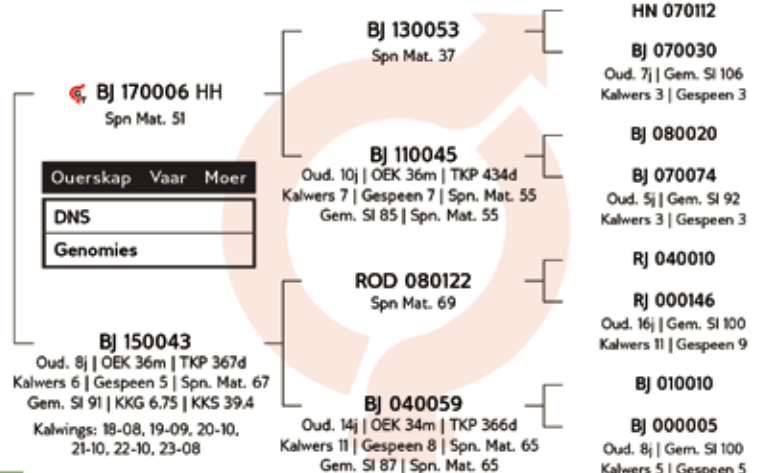 BJ 170006 HH
Spn Mat. 51
Ouerskap Vaar Moer
DNS
Genomies
BJ 150043
Oud. 8j | OEK 36m | TKP 367d
Kalwers 6 | Gespeen 5 | Spn. Mat. 67
Gem. SI 91 | KKG 6.75 | KKS 39.4
Kalwings: 18-08, 19-09, 20-10,
21-10, 22-10, 23-08
BJ 130053
Spn Mat. 37
BJ 110045
Oud. 10j | OEK 36m | TKP 434d
Kalwers 7 | Gespeen 7 | Spn. Mat. 55
Gem. SI 85 | Spn. Mat. 55
ROD 080122
Spn Mat. 69
BJ 040059
Oud. 14j | OEK 34m | TKP 366d
Kalwers 11 | Gespeen 8 | Spn. Mat. 65
Gem. SI 87 | Spn. Mat. 65
HN 070112
BJ 070030
Oud. 7j | Gem. SI 106
Kalwers 3 | Gespeen 3
BJ 080020
BJ 070074
Oud. 5j | Gem. SI 92
Kalwers 3 | Gespeen 3
RJ 040010
RJ 000146
Oud. 16j | Gem. SI 100
Kalwers 11 | Gespeen 9
BJ 010010
BJ 000005
Oud. 8j | Gem. SI 100
Kalwers 5 | Gespeen 5